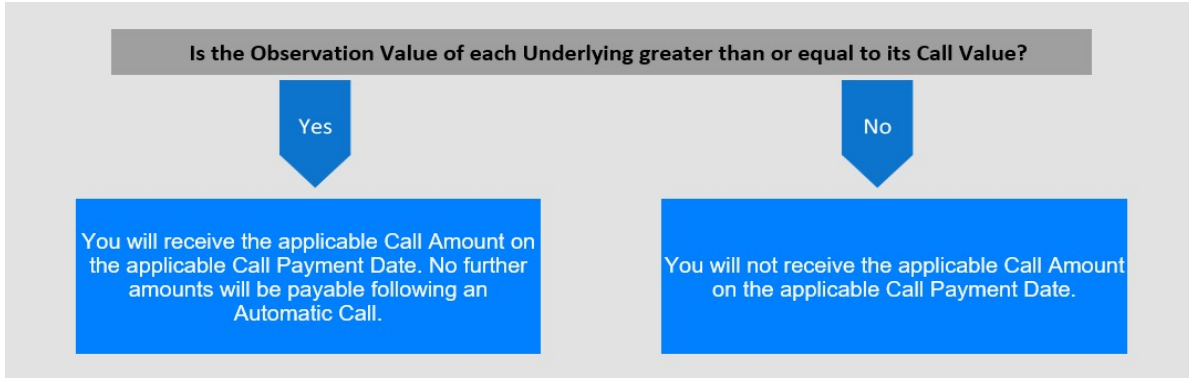 Is the Observation Value of each Underlying greater than or equal to its Call Value?
Yes
No
You will receive the applicable Call Amount on
the applicable Call Payment Date. No further
amounts will be payable following an
Automatic Call.
You will not receive the applicable Call Amount
on the applicable Call Payment Date.